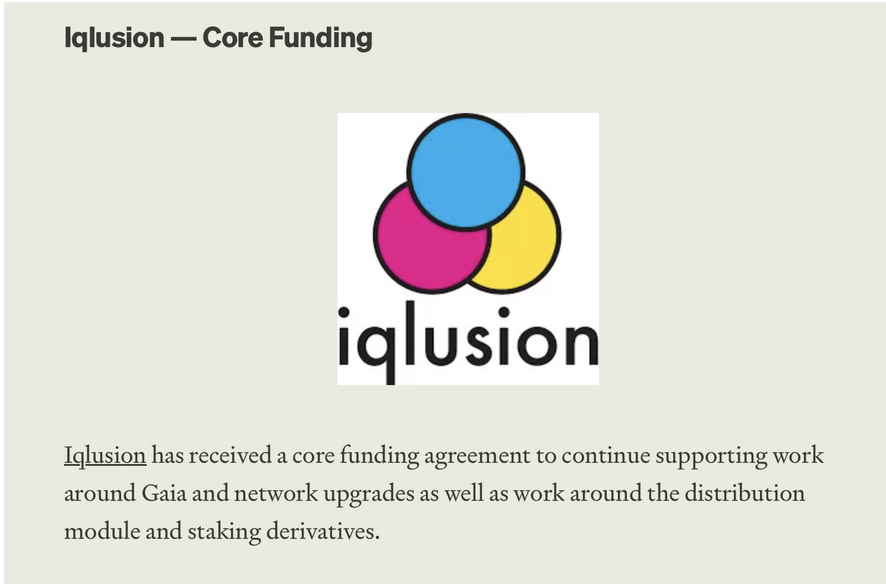 Iqlusion — Core Funding
iqlusion
Iqlusion has received a core funding agreement to continue supporting work
around Gaia and network upgrades as well as work around the distribution
module and staking derivatives.